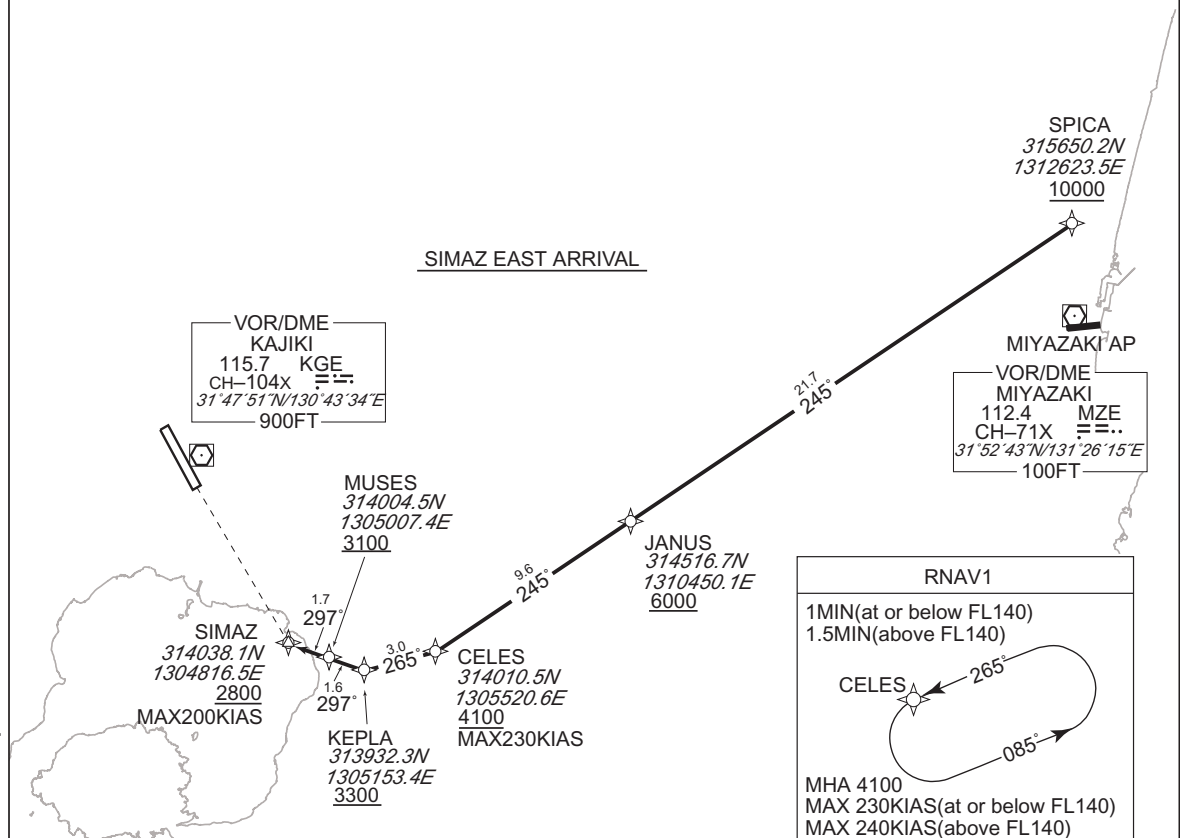 SPICA
315650.2N
1312623.5E
10000
SIMAZ EAST ARRIVAL
VOR/DME
KAJIKI
115.7 KGE
CH–104X
31°47´51˝N/130°43´34˝E
900FT
MIYAZAKI AP
VOR/DME
MIYAZAKI
112.4 MZE
CH–71X
31°52´43˝N/131°26´15˝E
100FT
21.7
245°
MUSES
314004.5N
1305007.4E
3100
JANUS
314516.7N
1310450.1E
6000
9.6
245°
1.7
297°
SIMAZ
314038.1N
1304816.5E
2800
MAX200KIAS
3.0
265°
1.6
297°
CELES
314010.5N
1305520.6E
4100
MAX230KIAS
KEPLA
313932.3N
1305153.4E
3300
RNAV1
1MIN(at or below FL140)
1.5MIN(above FL140)
CELES
265°
085°
MHA 4100
MAX 230KIAS(at or below FL140)
MAX 240KIAS(above FL140)